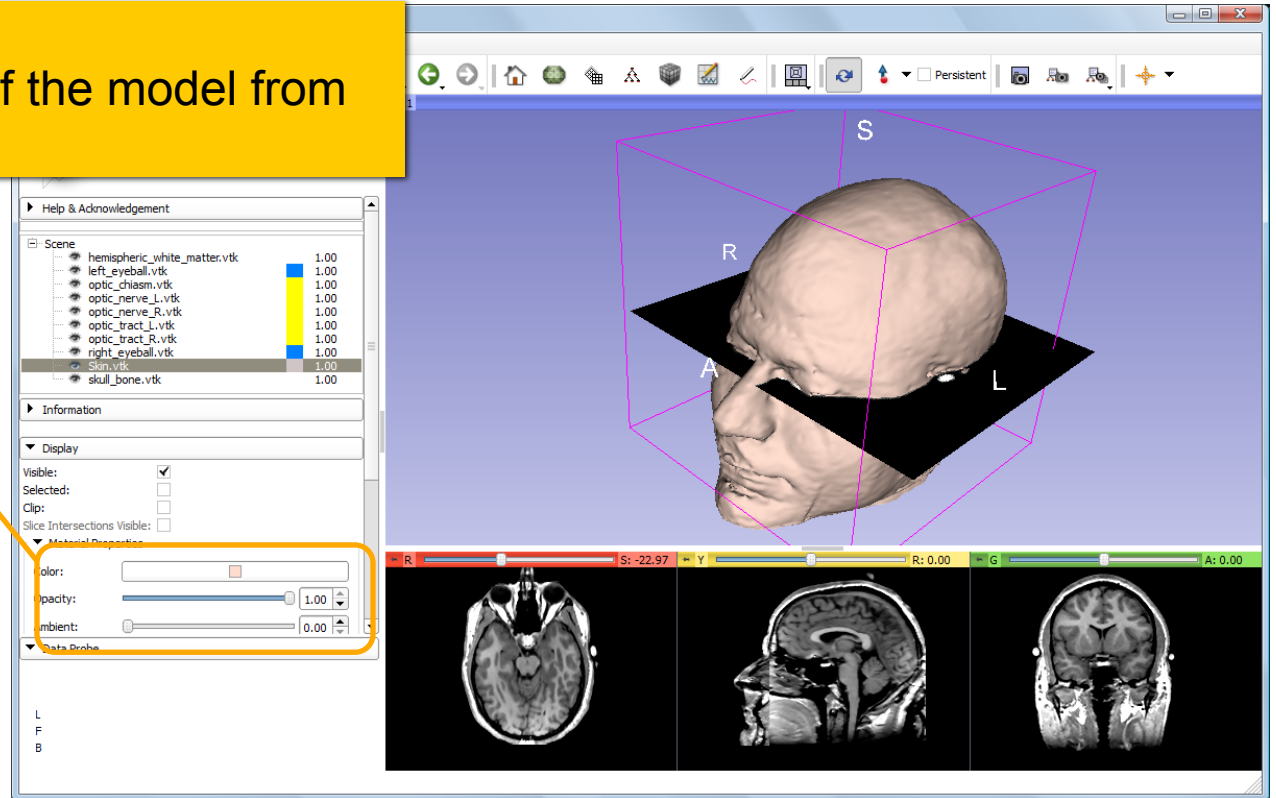 f the model from
Persistent
1
Help & Acknowledgement
Scene
hemispheric_white_matter.vtk 1.00
left_eyeball.vtk 1.00
optic_chiasm.vtk 1.00
optic_nerve_L.vtk 1.00
optic_nerve_R.vtk 1.00
optic_tract_L.vtk 1.00
optic_tract_R.vtk 1.00
right_eyeball.vtk 1.00
Skin.vtk 1.00
skull_bone.vtk 1.00
Information
Display
Visible:
Selected:
Clip:
Slice Intersections Visible:
Material Properties
Color:
Opacity: 1.00
Ambient: 0.00
Data Probe
L
F
B
S
R
A
L
R S: -22.97 Y R: 0.00 G A: 0.00